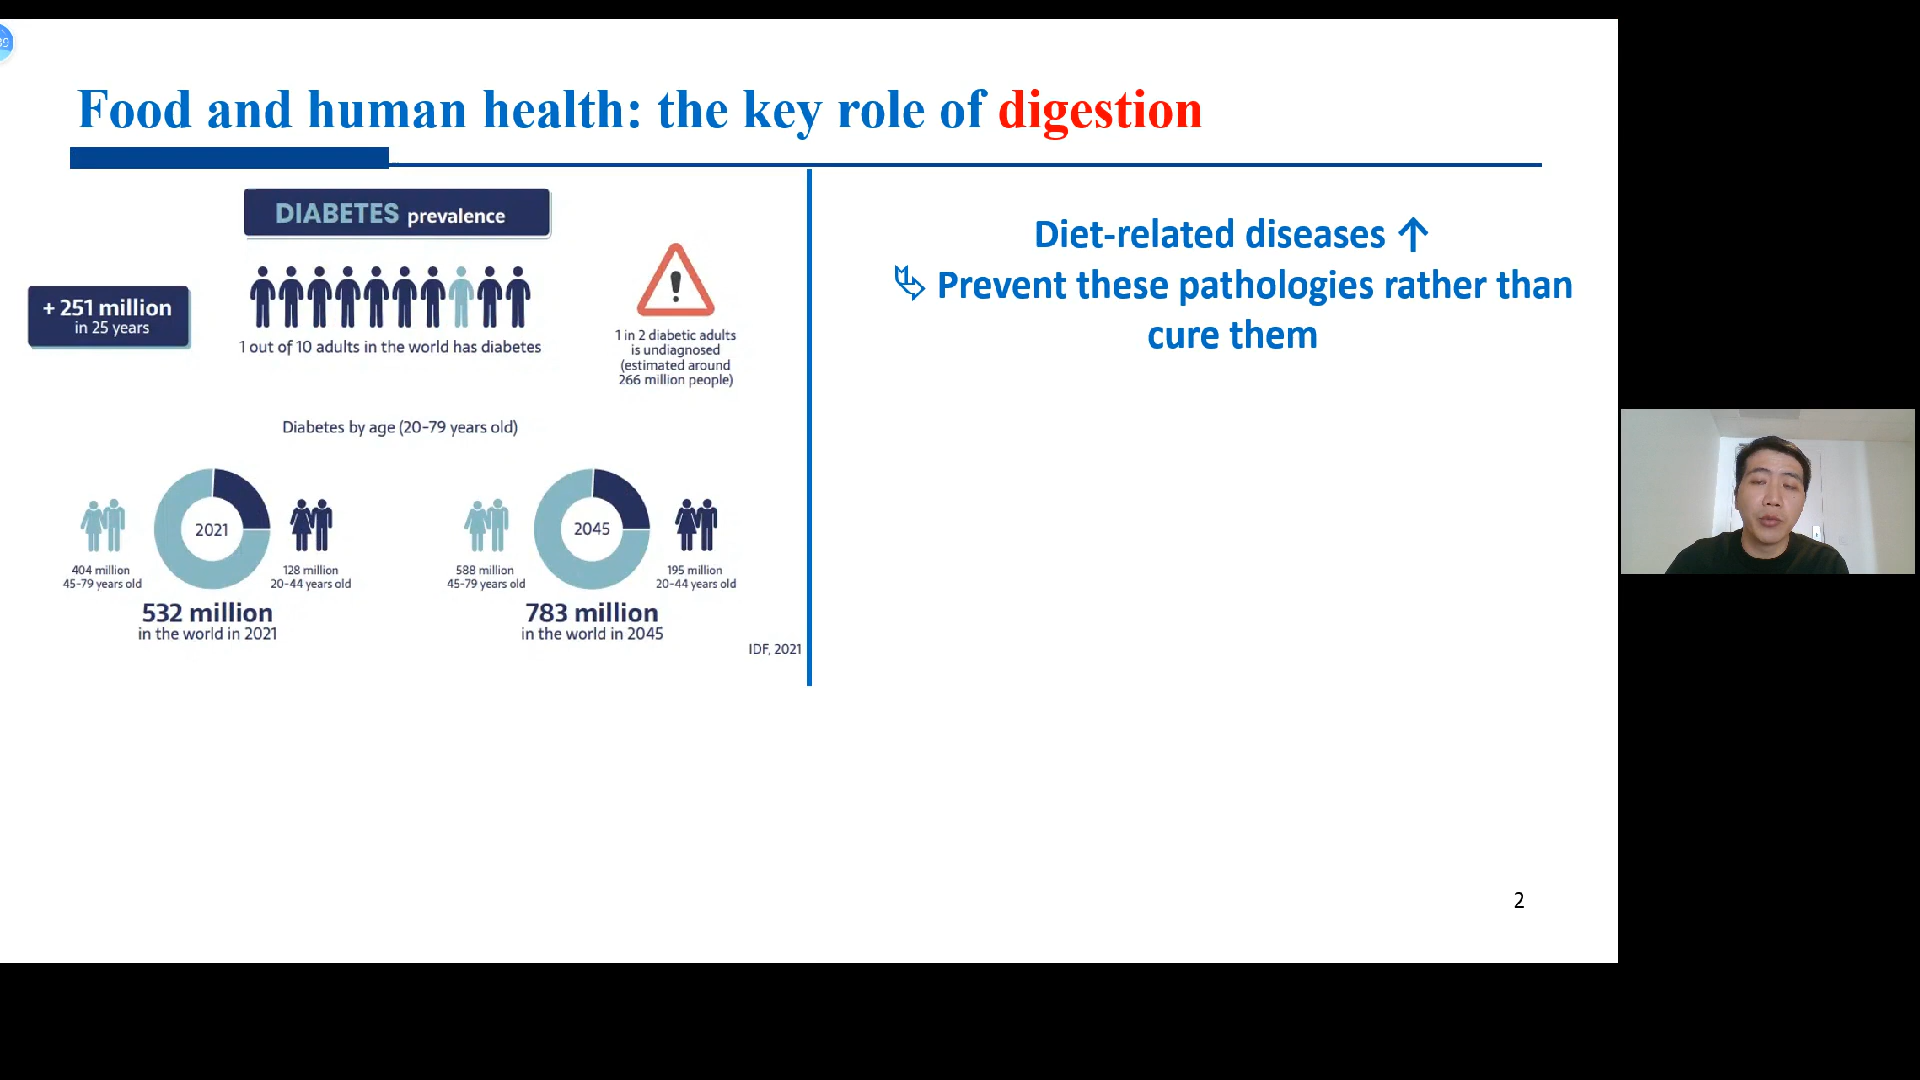 Food and human health: the key role of digestion
DIABETES prevalence
+ 251 million
in 25 years
1 out of 10 adults in the world has diabetes
1 in 2 diabetic adults
is undiagnosed
(estimated around
266 million people)
Diabetes by age (20-79 years old)
2021
404 million
45-79 years old
128 million
20-44 years old
532 million
in the world in 2021
2045
588 million
45-79 years old
195 million
20-44 years old
783 million
in the world in 2045
IDF, 2021
Diet-related diseases ↑
⮡ Prevent these pathologies rather than
cure them
2